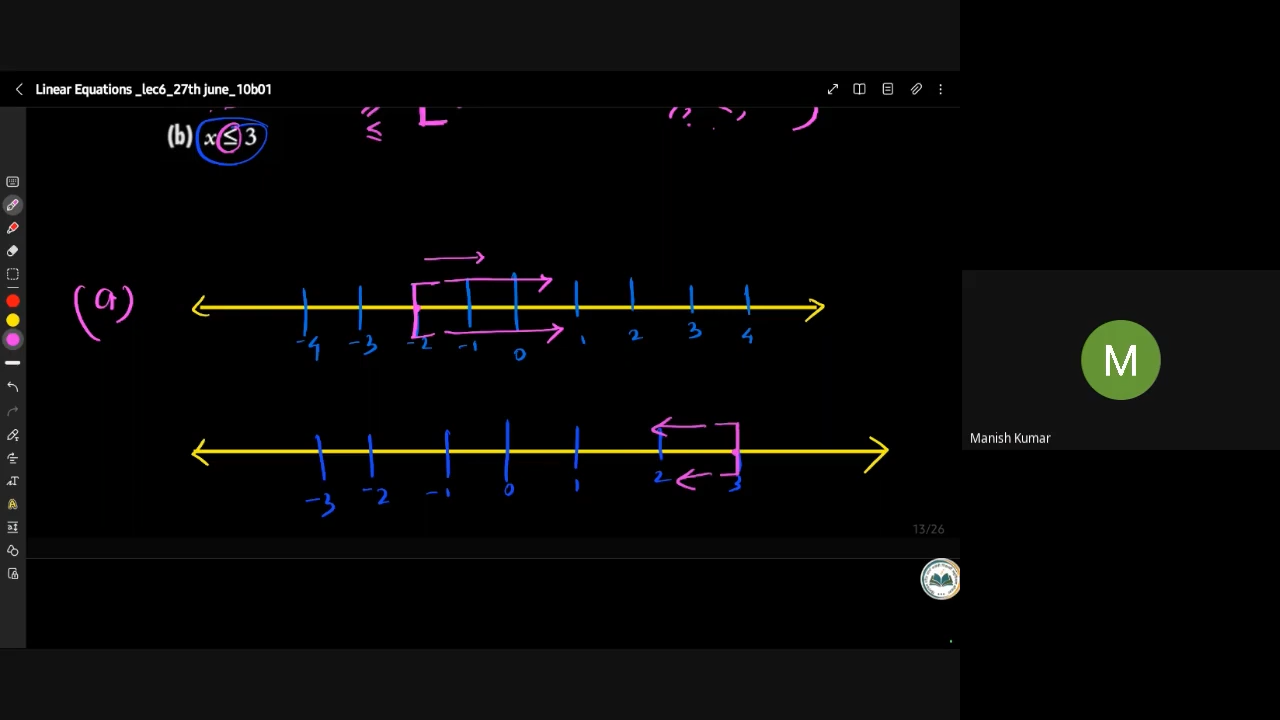 Linear Equations _lec6_27th june_10b01
≤
(b) x ≤ 3
(a)
-4 -3 -2 -1 0 1 2 3 4
M
Manish Kumar
-3 -2 -1 0 1 2 3
13/26